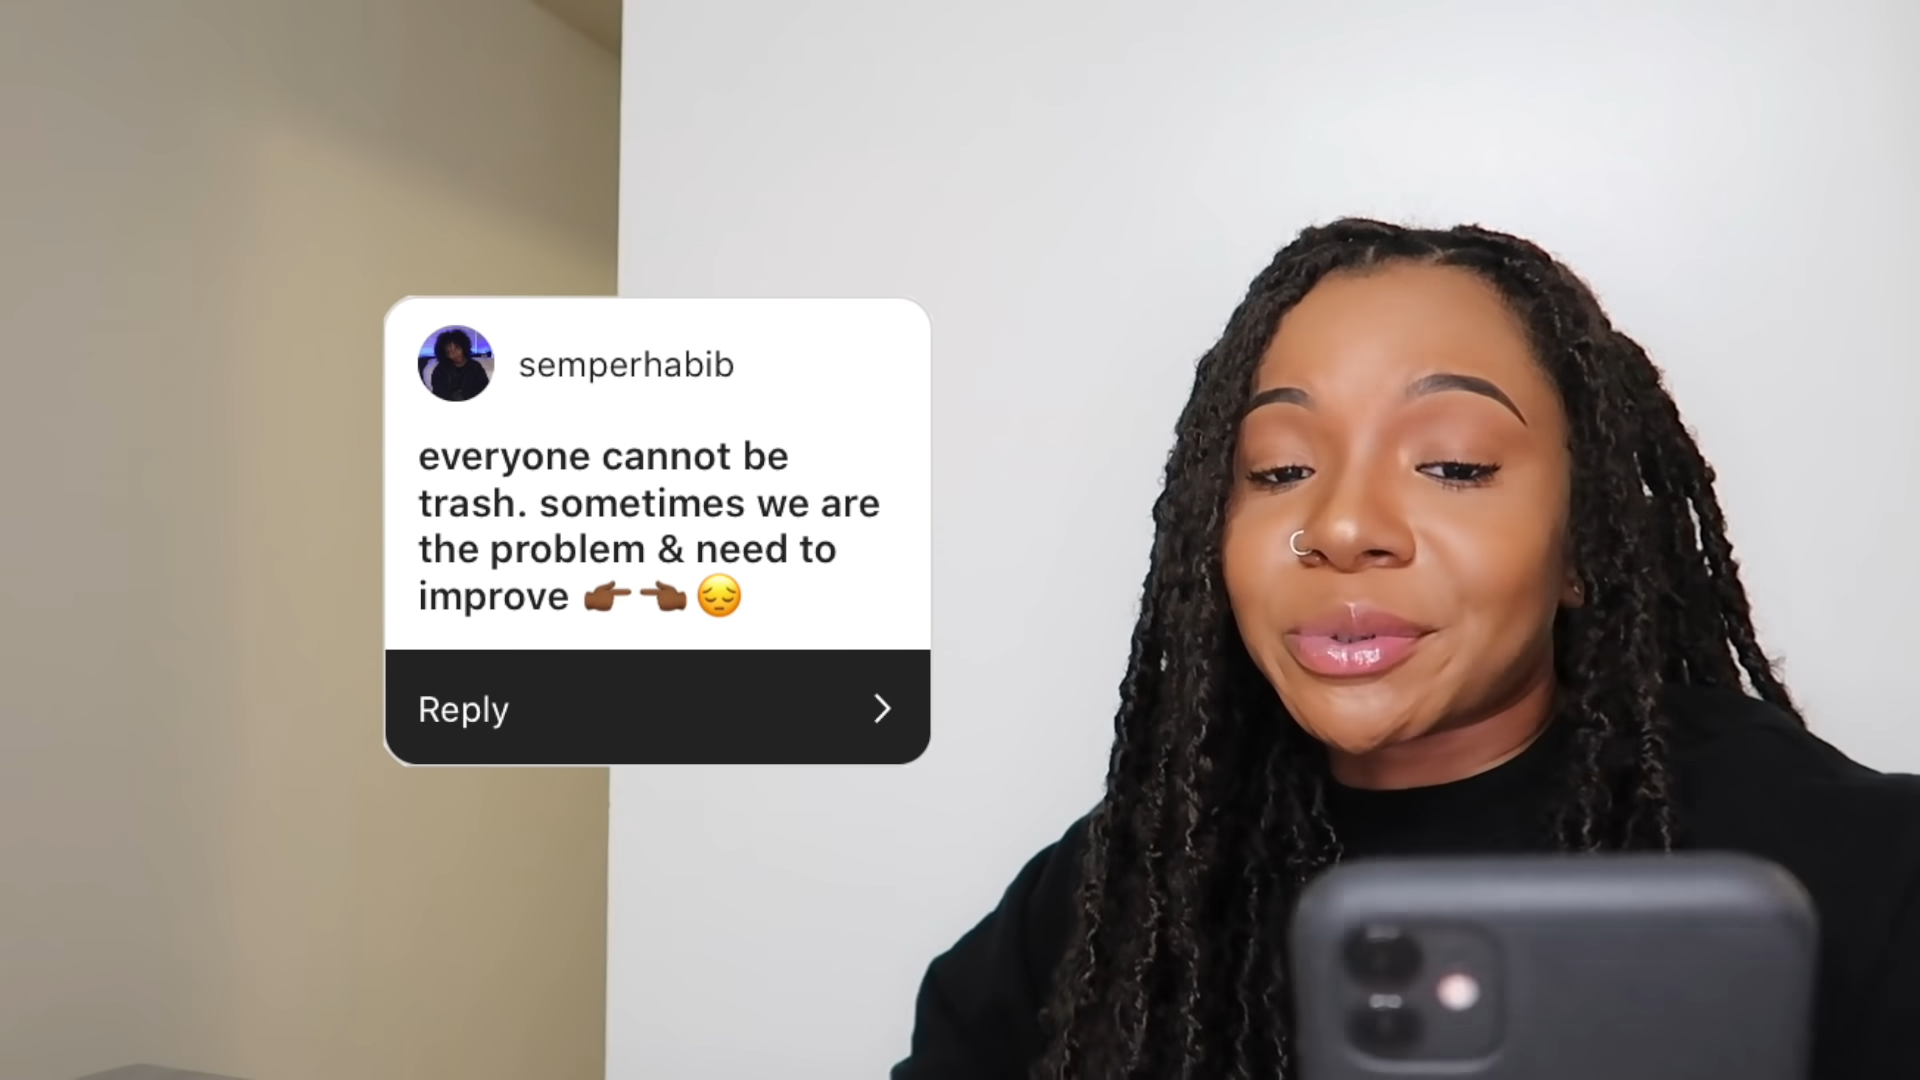 semperhabib
everyone cannot be
trash. sometimes we are
the problem & need to
improve 👉🏾👈🏾😔
Reply